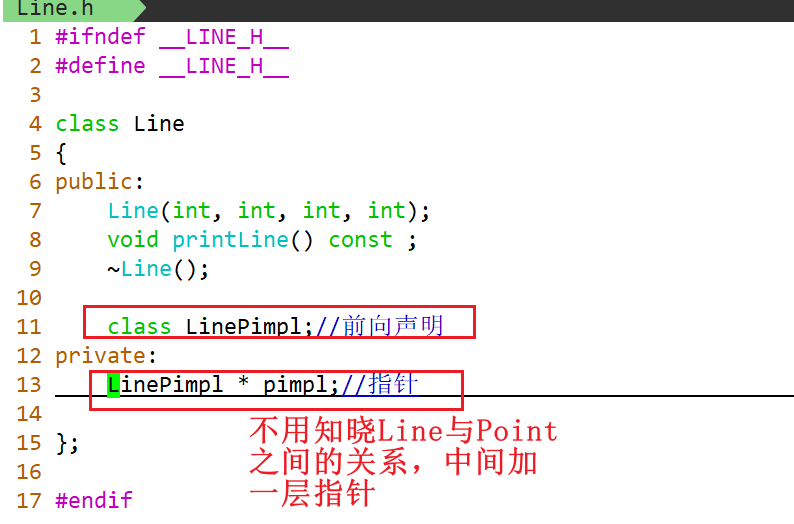 Line.h
1 #ifndef __LINE_H__
2 #define __LINE_H__
3
4 class Line
5 {
6 public:
7     Line(int, int, int, int);
8     void printLine() const ;
9     ~Line();
10
11     class LinePimpl;//前向声明
12 private:
13     LinePimpl * pimpl;//指针
14
15 };
16
17 #endif
不用知晓Line与Point
之间的关系，中间加
一层指针